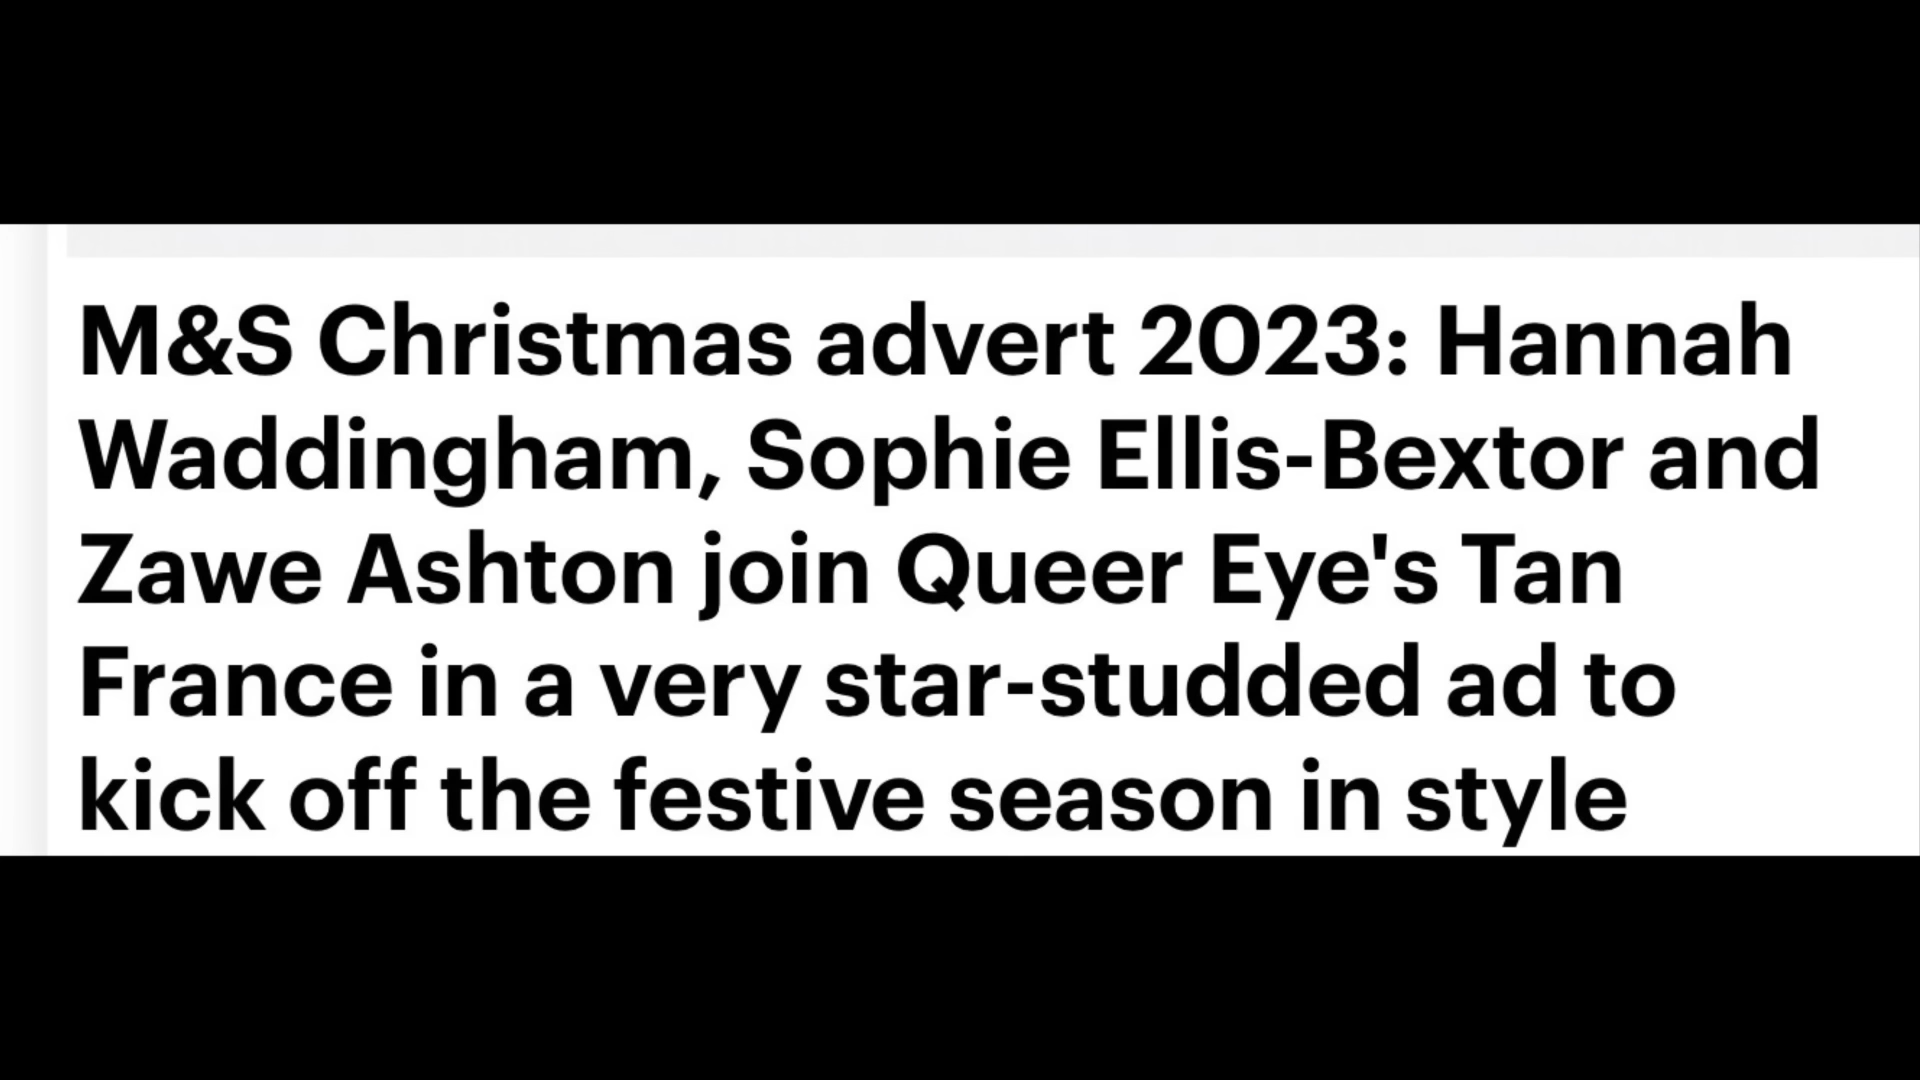 M&S Christmas advert 2023: Hannah
Waddingham, Sophie Ellis-Bextor and
Zawe Ashton join Queer Eye's Tan
France in a very star-studded ad to
kick off the festive season in style